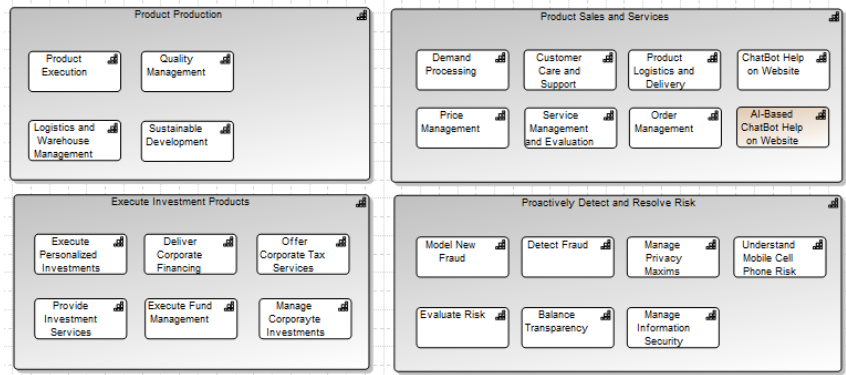 Product Production
Product
Execution
Quality
Management
Logistics and
Warehouse
Management
Sustainable
Development
Product Sales and Services
Demand
Processing
Customer
Care and
Support
Product
Logistics and
Delivery
ChatBot Help
on Website
Price
Management
Service
Management
and Evaluation
Order
Management
AI-Based
ChatBot Help
on Website
Execute Investment Products
Execute
Personalized
Investments
Deliver
Corporate
Financing
Offer
Corporate Tax
Services
Provide
Investment
Services
Execute Fund
Management
Manage
Corporayte
Investments
Proactively Detect and Resolve Risk
Model New
Fraud
Detect Fraud
Manage
Privacy
Maxims
Understand
Mobile Cell
Phone Risk
Evaluate Risk
Balance
Transparency
Manage
Information
Security